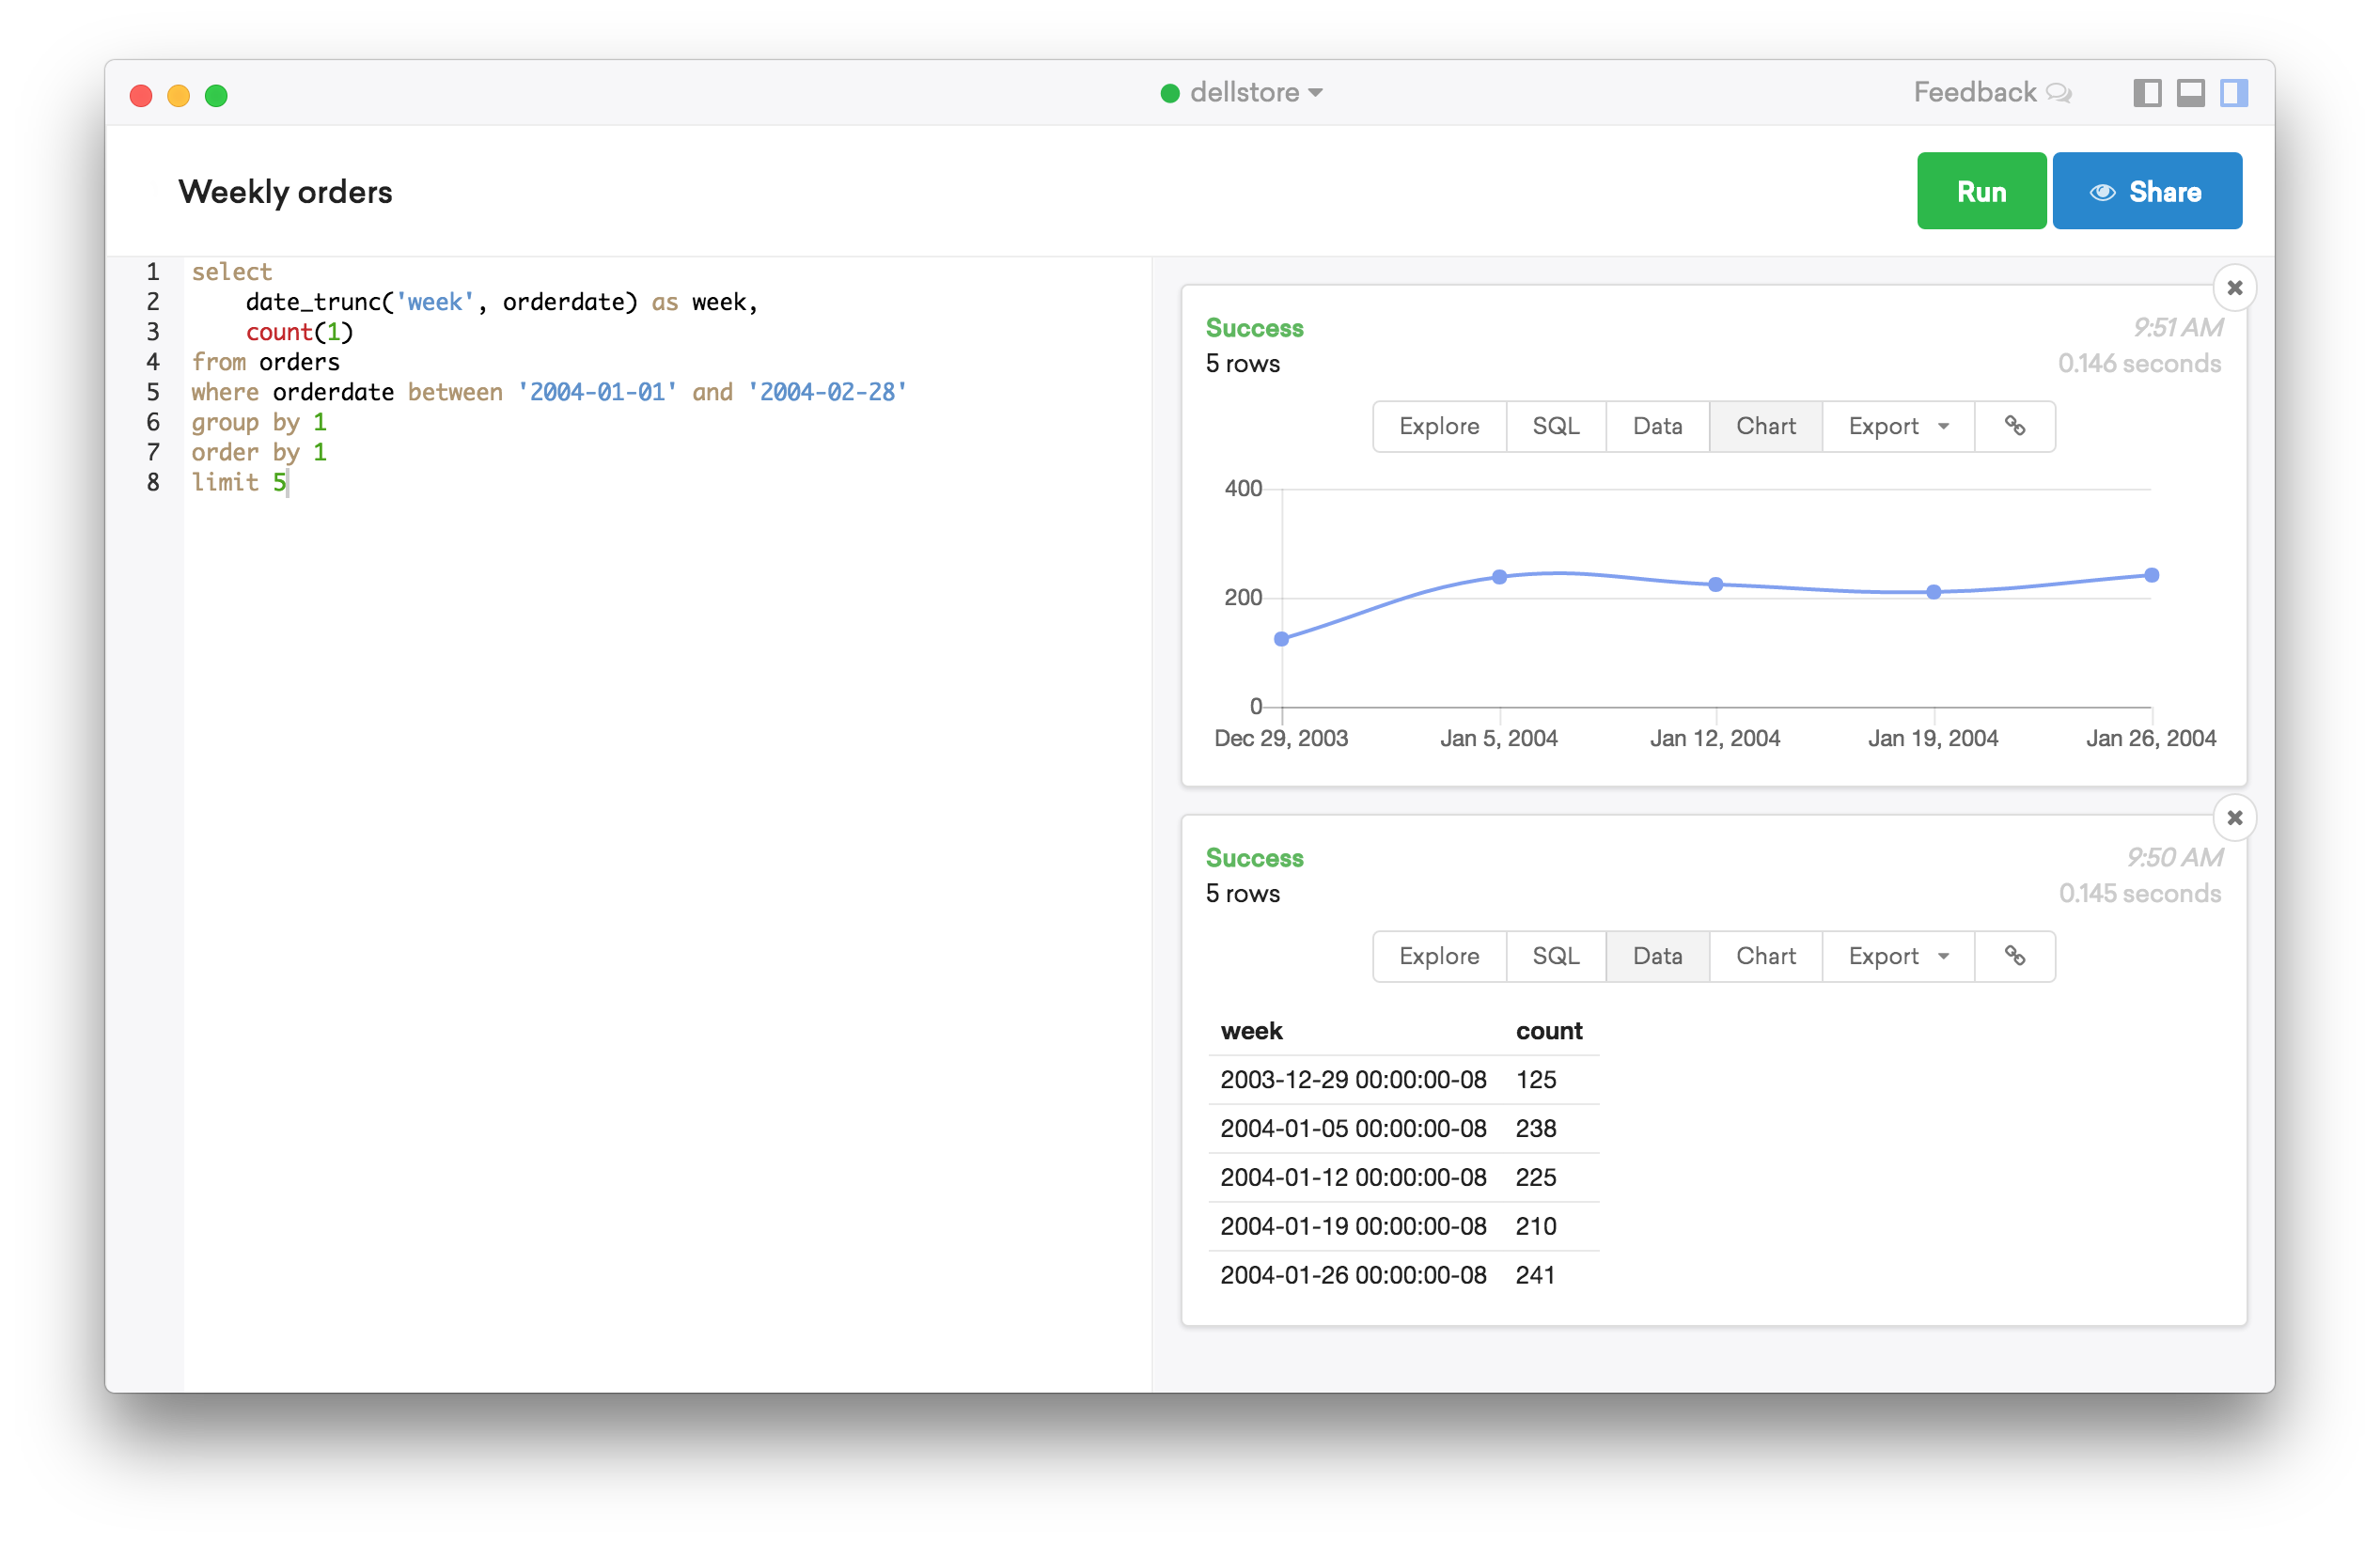 dellstore
Feedback
Weekly orders
Run
Share
1 select
2 date_trunc('week', orderdate) as week,
3 count(1)
4 from orders
5 where orderdate between '2004-01-01' and '2004-02-28'
6 group by 1
7 order by 1
8 limit 5
Success 9:51 AM
5 rows 0.146 seconds
Explore SQL Data Chart Export
400
200
0
Dec 29, 2003 Jan 5, 2004 Jan 12, 2004 Jan 19, 2004 Jan 26, 2004
Success 9:50 AM
5 rows 0.145 seconds
Explore SQL Data Chart Export
week count
2003-12-29 00:00:00-08 125
2004-01-05 00:00:00-08 238
2004-01-12 00:00:00-08 225
2004-01-19 00:00:00-08 210
2004-01-26 00:00:00-08 241